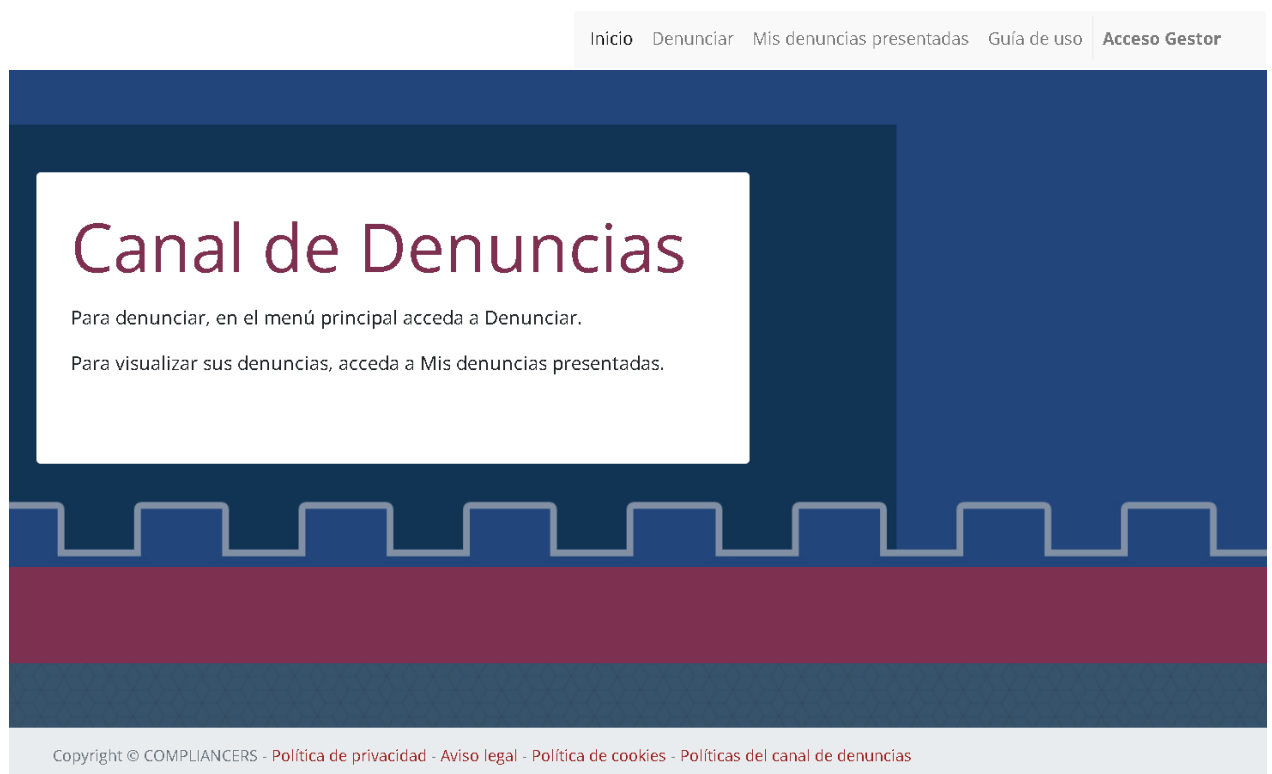 Inicio Denunciar Mis denuncias presentadas Guía de uso Acceso Gestor
Canal de Denuncias
Para denunciar, en el menú principal acceda a Denunciar.
Para visualizar sus denuncias, acceda a Mis denuncias presentadas.
Copyright © COMPLIANCERS - Política de privacidad - Aviso legal - Política de cookies - Políticas del canal de denuncias